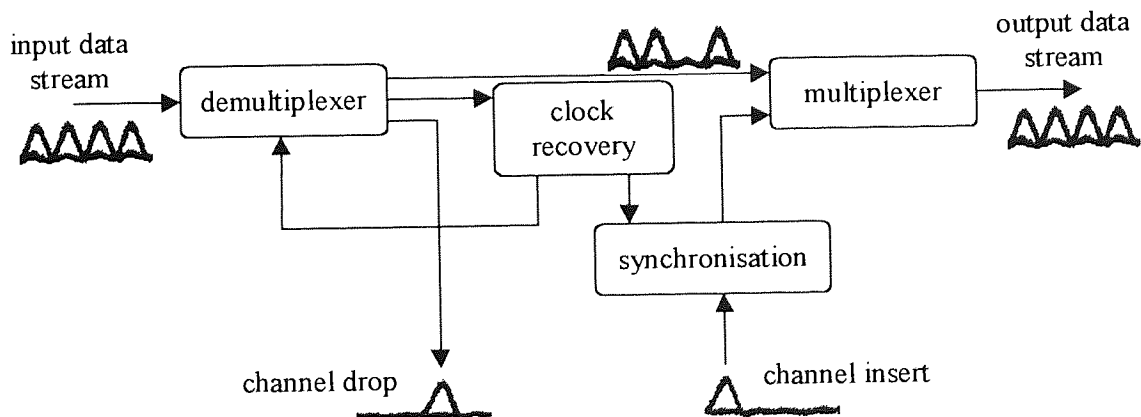 input data
stream
demultiplexer
clock
recovery
multiplexer
output data
stream
synchronisation
channel drop
channel insert